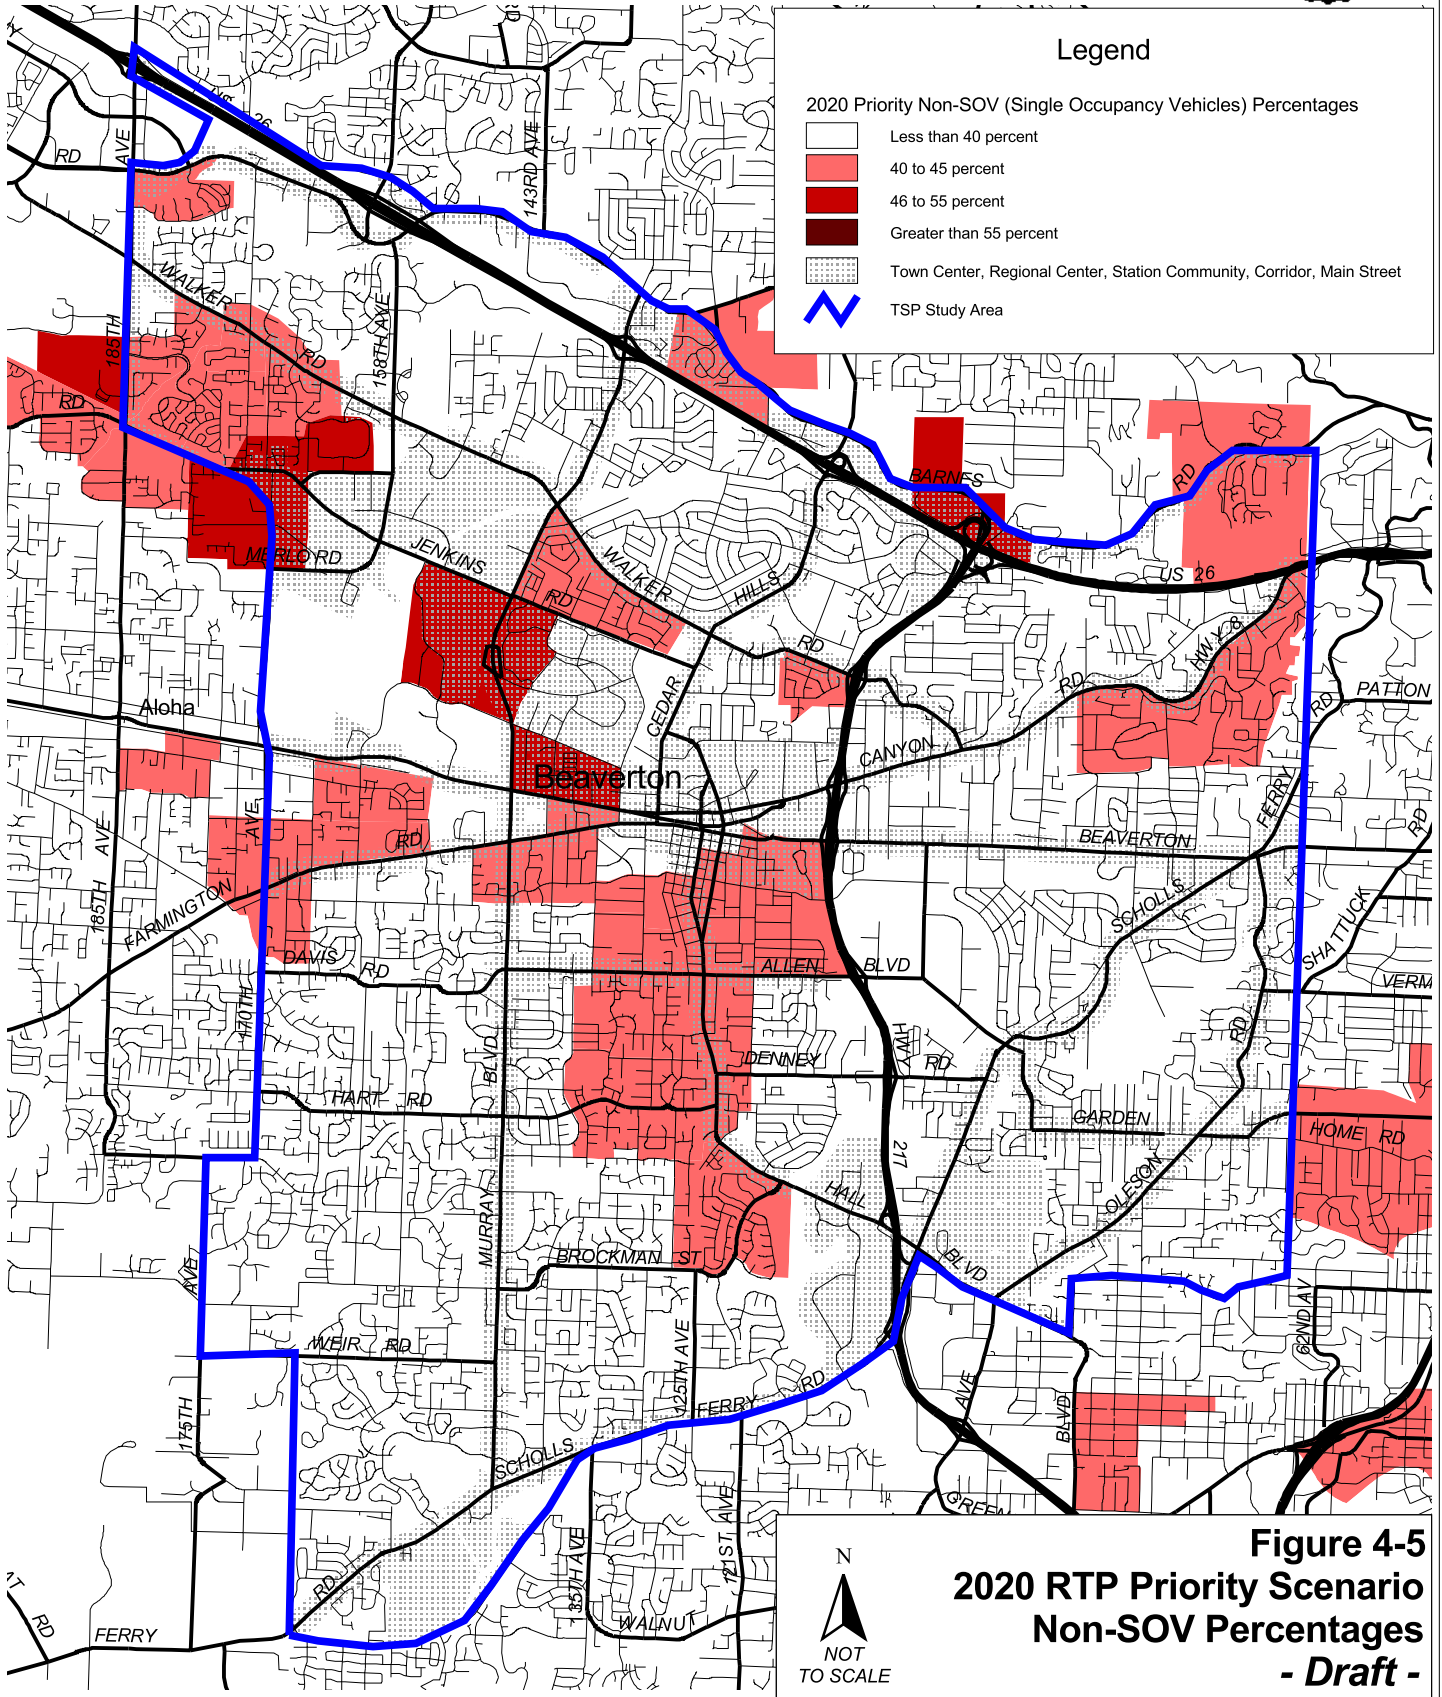 Legend
2020 Priority Non-SOV (Single Occupancy Vehicles) Percentages
Less than 40 percent
40 to 45 percent
46 to 55 percent
Greater than 55 percent
Town Center, Regional Center, Station Community, Corridor, Main Street
TSP Study Area
US 26
RD
AVE
143RD AVE
WALKER
RD
185TH
158TH AVE
RD
BARNES
RD
MERLO RD
JENKINS
RD
WALKER
RD
HILLS
CEDAR
US 26
HWY 8
RD
CANYON
PATTON
RD
Aloha
Beaverton
FERRY
RD
BEAVERTON
AVE
AVE
RD
185TH
FARMINGTON
SCHOLLS
SHATTUCK
DAVIS
RD
ALLEN
BLVD
VERM
170TH
BLVD
HWY
RD
DENNEY
RD
HART RD
GARDEN
HOME RD
217
OLESON
HALL
BLVD
MURRAY
BROCKMAN ST
AVE
62ND AV
WEIR RD
125TH AVE
FERRY
RD
AVE
BLVD
175TH
SCHOLLS
GREEN
135TH AVE
121ST AVE
RD
WALNUT
RD
FERRY
N
NOT
TO SCALE
Figure 4-5
2020 RTP Priority Scenario
Non-SOV Percentages
- Draft -